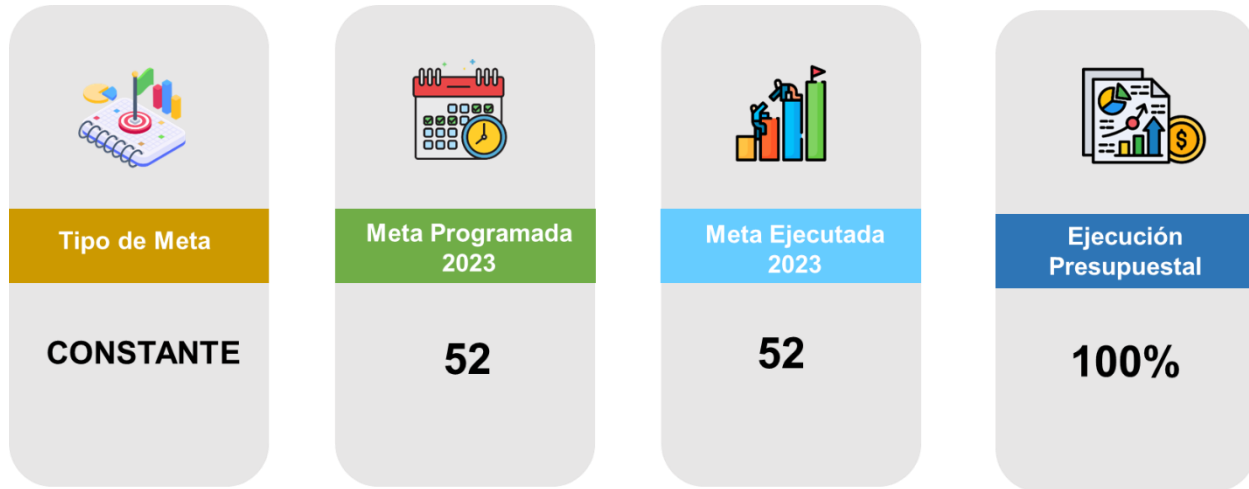 Tipo de Meta
CONSTANTE
Meta Programada
2023
52
Meta Ejecutada
2023
52
Ejecución
Presupuestal
100%